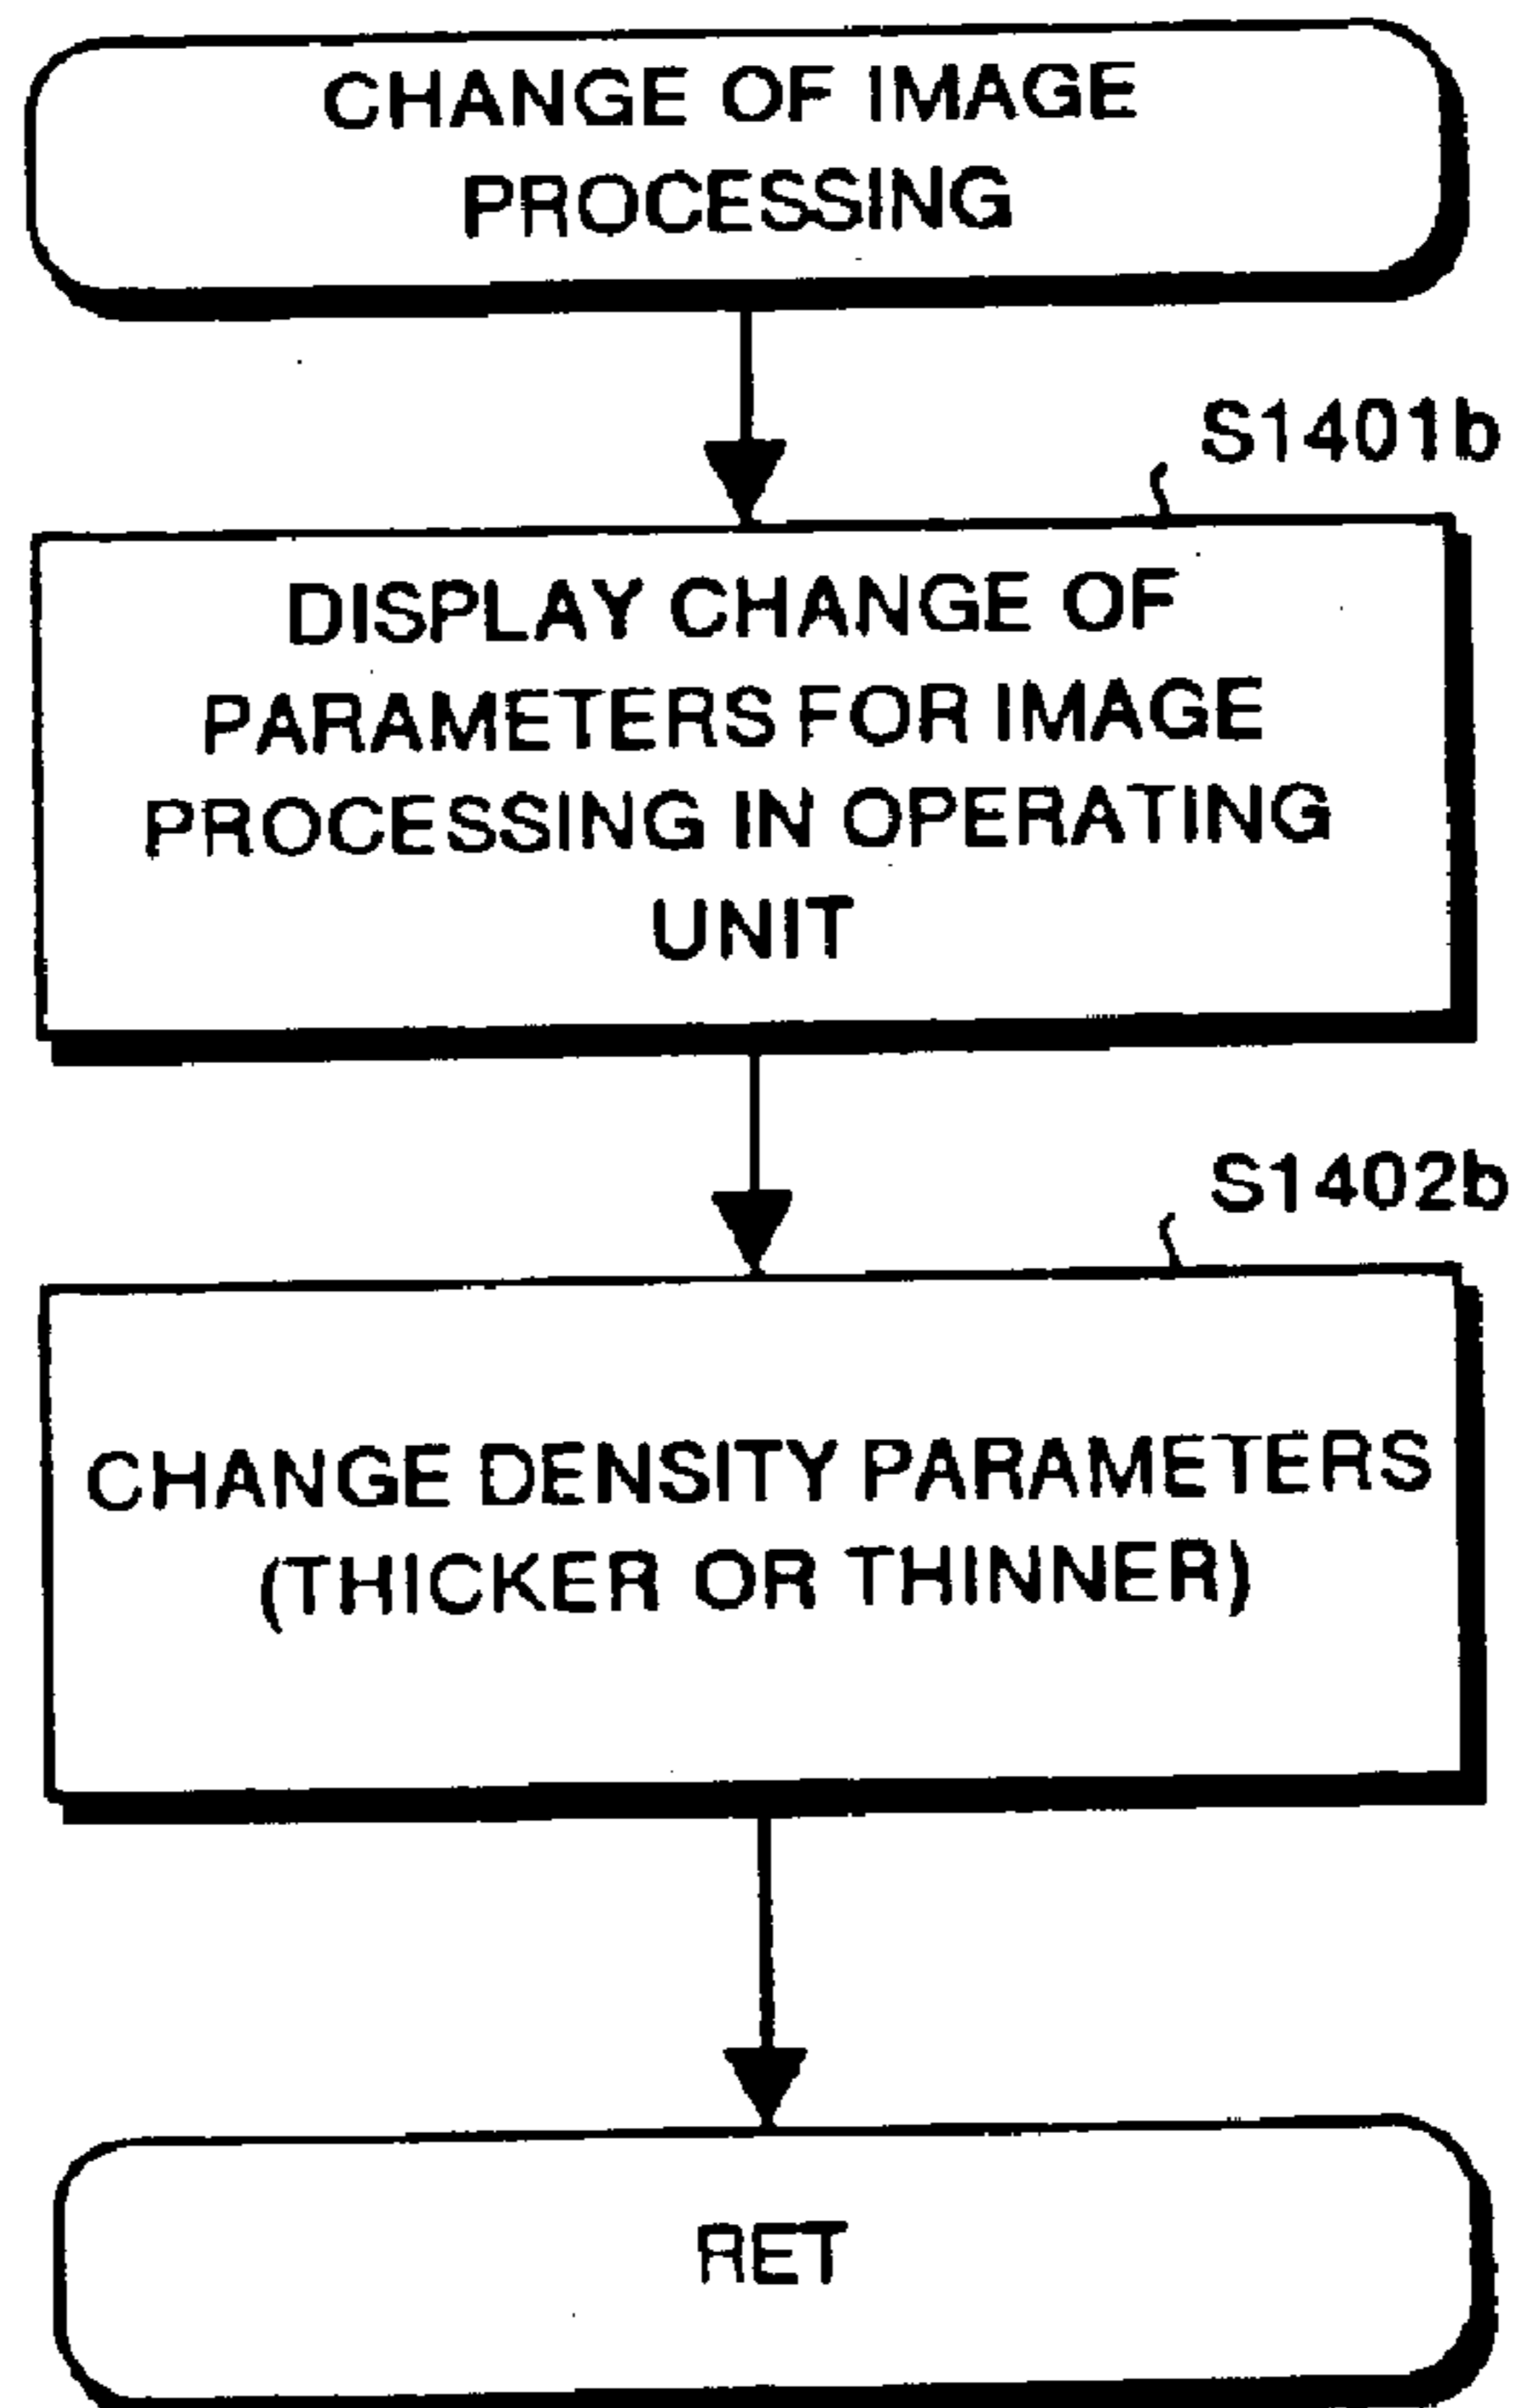 CHANGE OF IMAGE
PROCESSING
S1401b
DISPLAY CHANGE OF
PARAMETERS FOR IMAGE
PROCESSING IN OPERATING
UNIT
S1402b
CHANGE DENSITY PARAMETERS
(THICKER OR THINNER)
RET